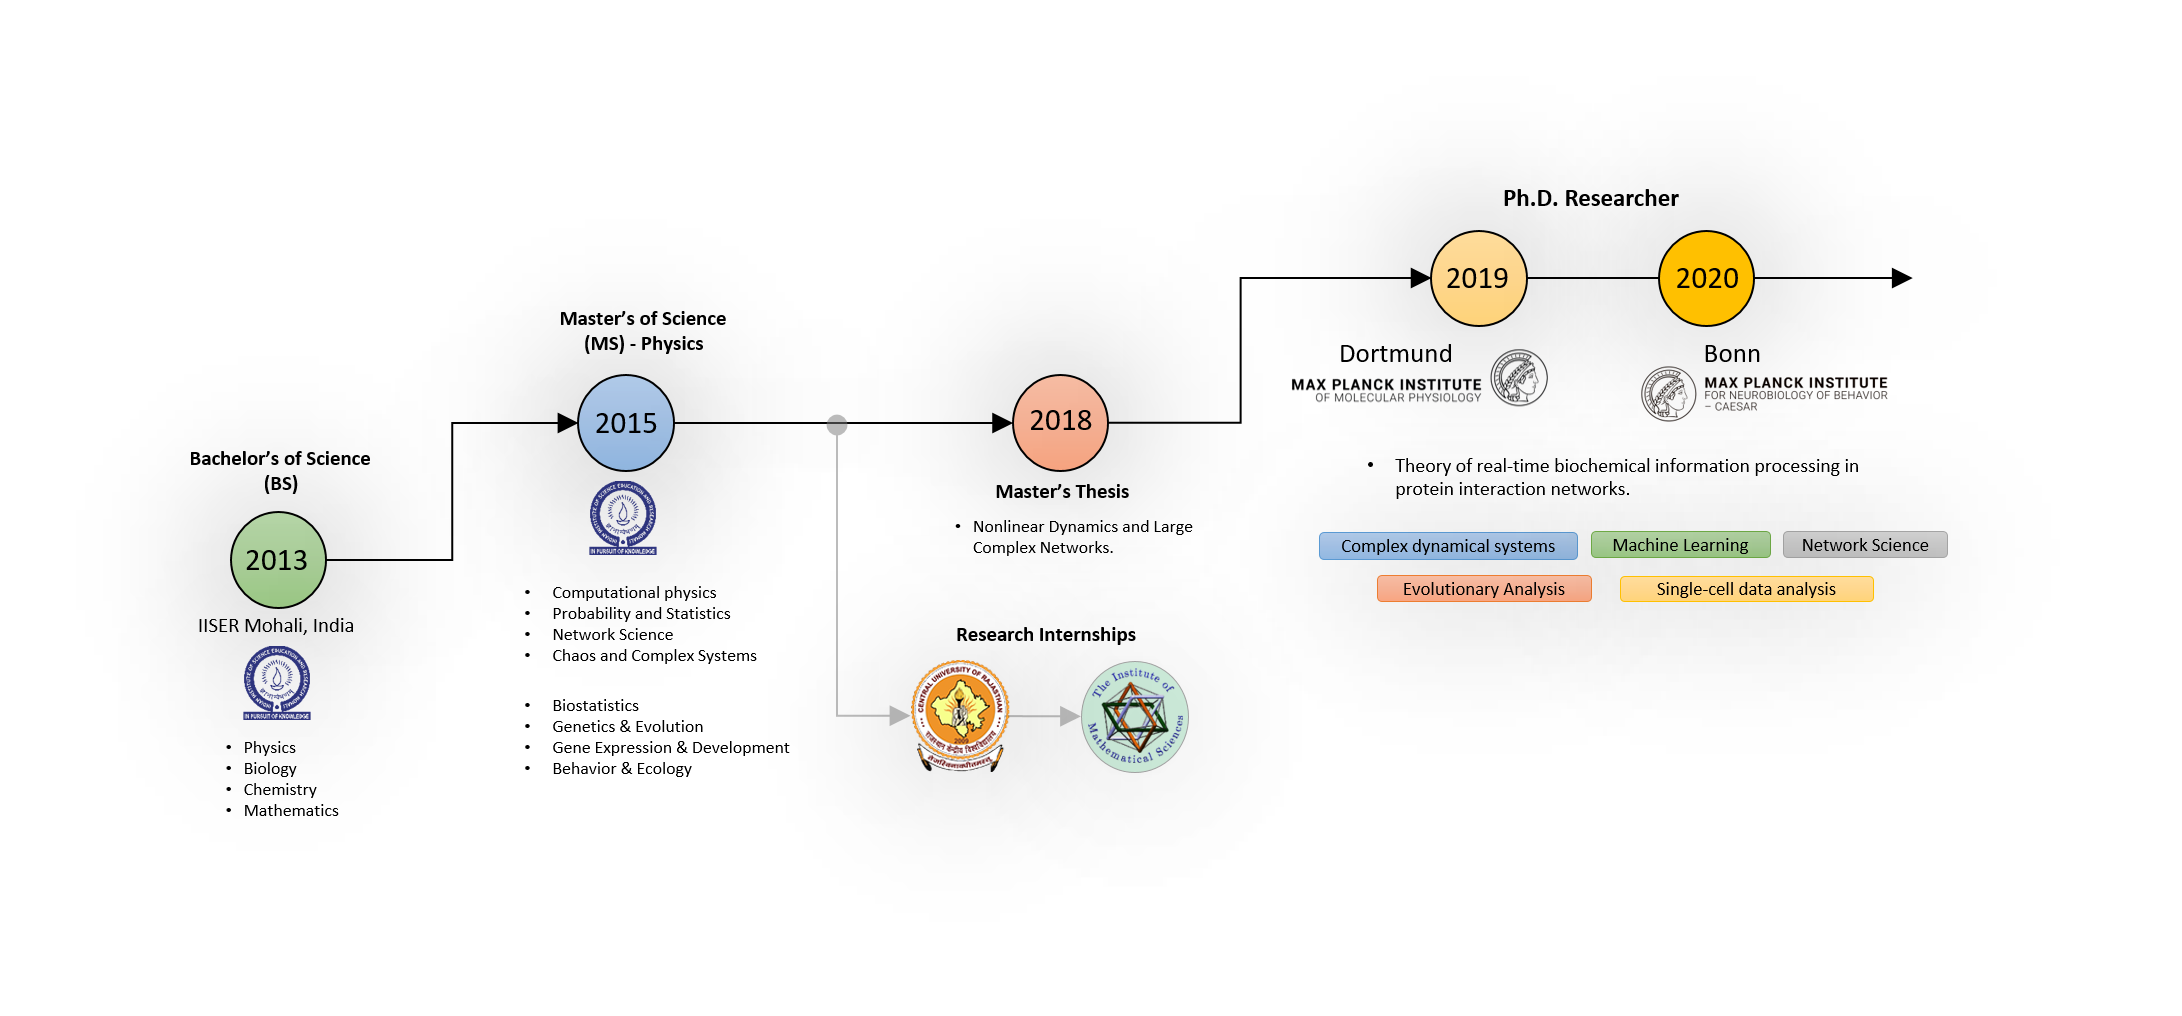 Bachelor’s of Science
(BS)
2013
IISER Mohali, India
IN PURSUIT OF KNOWLEDGE
• Physics
• Biology
• Chemistry
• Mathematics
Master’s of Science
(MS) - Physics
2015
IN PURSUIT OF KNOWLEDGE
• Computational physics
• Probability and Statistics
• Network Science
• Chaos and Complex Systems
• Biostatistics
• Genetics & Evolution
• Gene Expression & Development
• Behavior & Ecology
2018
Master’s Thesis
• Nonlinear Dynamics and Large
Complex Networks.
Research Internships
CENTRAL UNIVERSITY OF RAJASTHAN
2009
राजस्थान केन्द्रीय विश्वविद्यालय
The Institute of
Mathematical Sciences
Ph.D. Researcher
2019
2020
Dortmund
MAX PLANCK INSTITUTE
OF MOLECULAR PHYSIOLOGY
Bonn
MAX PLANCK INSTITUTE
FOR NEUROBIOLOGY OF BEHAVIOR
– CAESAR
• Theory of real-time biochemical information processing in
protein interaction networks.
Complex dynamical systems
Machine Learning
Network Science
Evolutionary Analysis
Single-cell data analysis